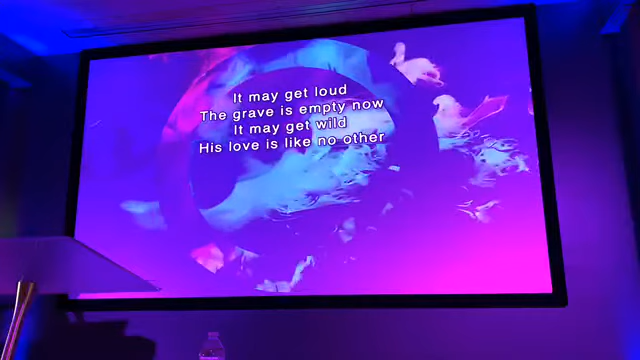 It may get loud
The grave is empty now
It may get wild
His love is like no other